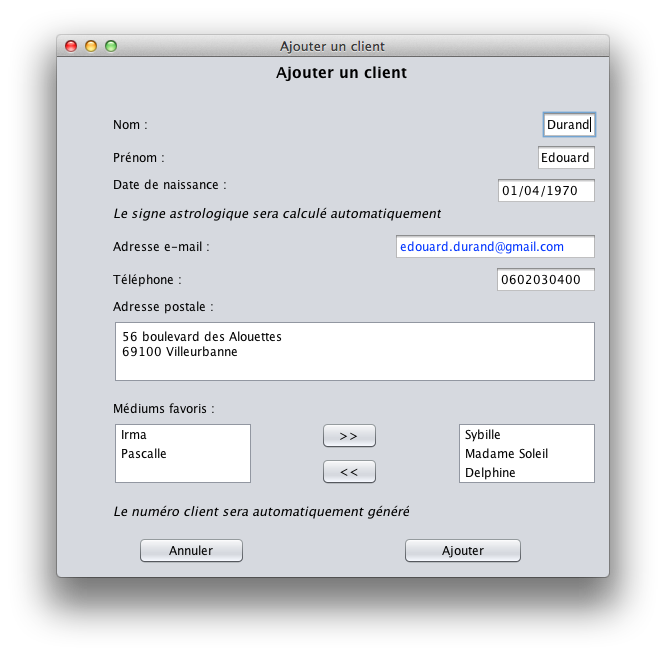 Ajouter un client
Ajouter un client
Nom : Durand
Prénom : Edouard
Date de naissance : 01/04/1970
Le signe astrologique sera calculé automatiquement
Adresse e-mail : edouard.durand@gmail.com
Téléphone : 0602030400
Adresse postale :
56 boulevard des Alouettes
69100 Villeurbanne
Médiums favoris :
Irma >> Sybille
Pascalle Madame Soleil
<< Delphine
Le numéro client sera automatiquement généré
Annuler Ajouter